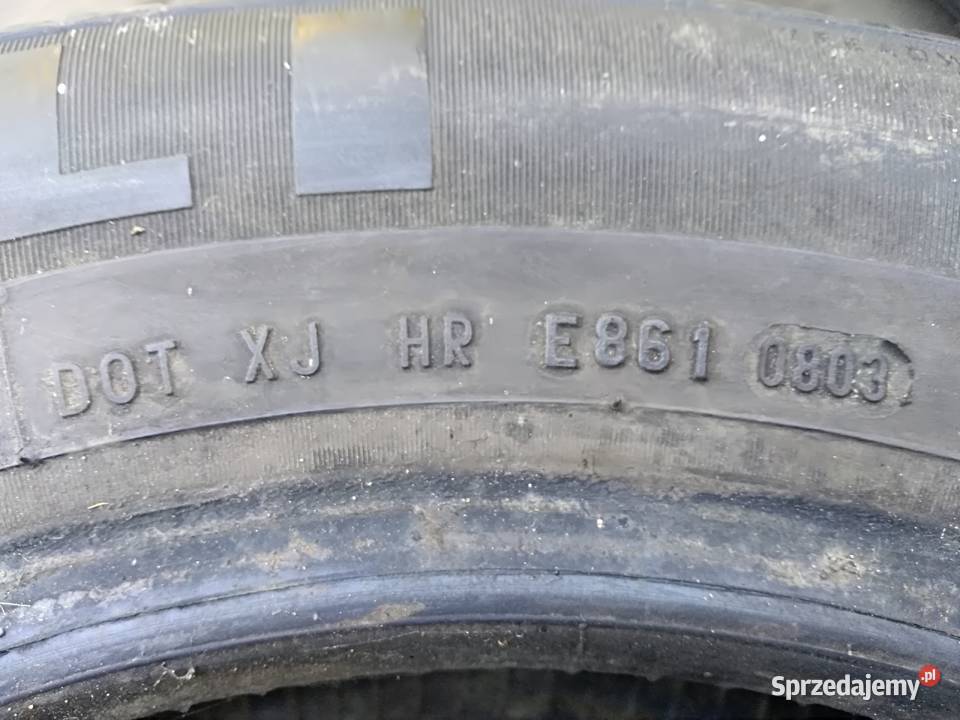 DOT XJ HR E861 0803
Sprzedajemy.pl